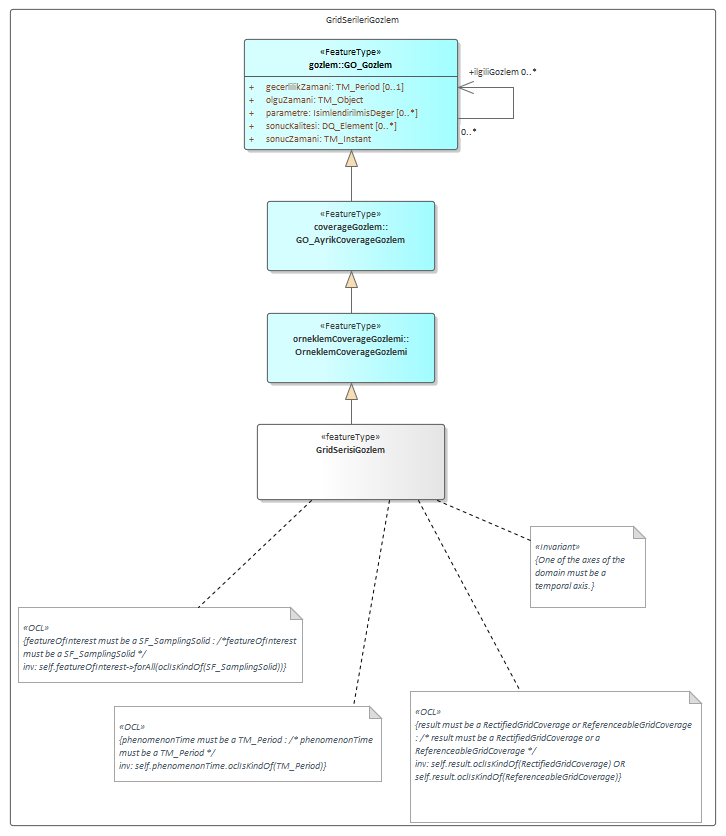 GridSerileriGozlem
«FeatureType»
gozlem::GO_Gozlem
+ gecerlilikZamani: TM_Period [0..1]
+ olguZamani: TM_Object
+ parametre: IsimlendirilmisDeger [0..*]
+ sonucKalitesi: DQ_Element [0..*]
+ sonucZamani: TM_Instant
+ilgiliGozlem 0..*
0..*
«FeatureType»
coverageGozlem::
GO_AyrikCoverageGozlem
«FeatureType»
orneklemCoverageGozlemi::
OrneklemCoverageGozlemi
«featureType»
GridSerisiGozlem
«Invariant»
{One of the axes of the
domain must be a
temporal axis.}
«OCL»
{featureOfInterest must be a SF_SamplingSolid : /*featureOfInterest
must be a SF_SamplingSolid */
inv: self.featureOfInterest->forAll(oclIsKindOf(SF_SamplingSolid))}
«OCL»
{phenomenonTime must be a TM_Period : /* phenomenonTime
must be a TM_Period */
inv: self.phenomenonTime.oclIsKindOf(TM_Period)}
«OCL»
{result must be a RectifiedGridCoverage or ReferenceableGridCoverage
: /* result must be a RectifiedGridCoverage or a
ReferenceableGridCoverage */
inv: self.result.oclIsKindOf(RectifiedGridCoverage) OR
self.result.oclIsKindOf(ReferenceableGridCoverage)}